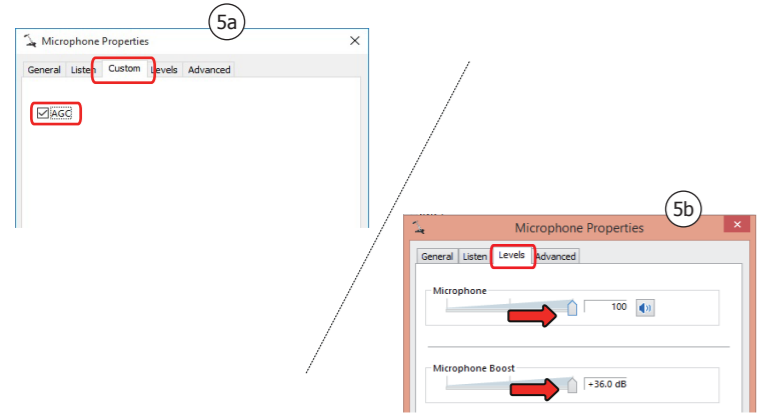 5a
Microphone Properties
General Listen Custom Levels Advanced
AGC
5b
Microphone Properties
General Listen Levels Advanced
Microphone
100
Microphone Boost
+36.0 dB